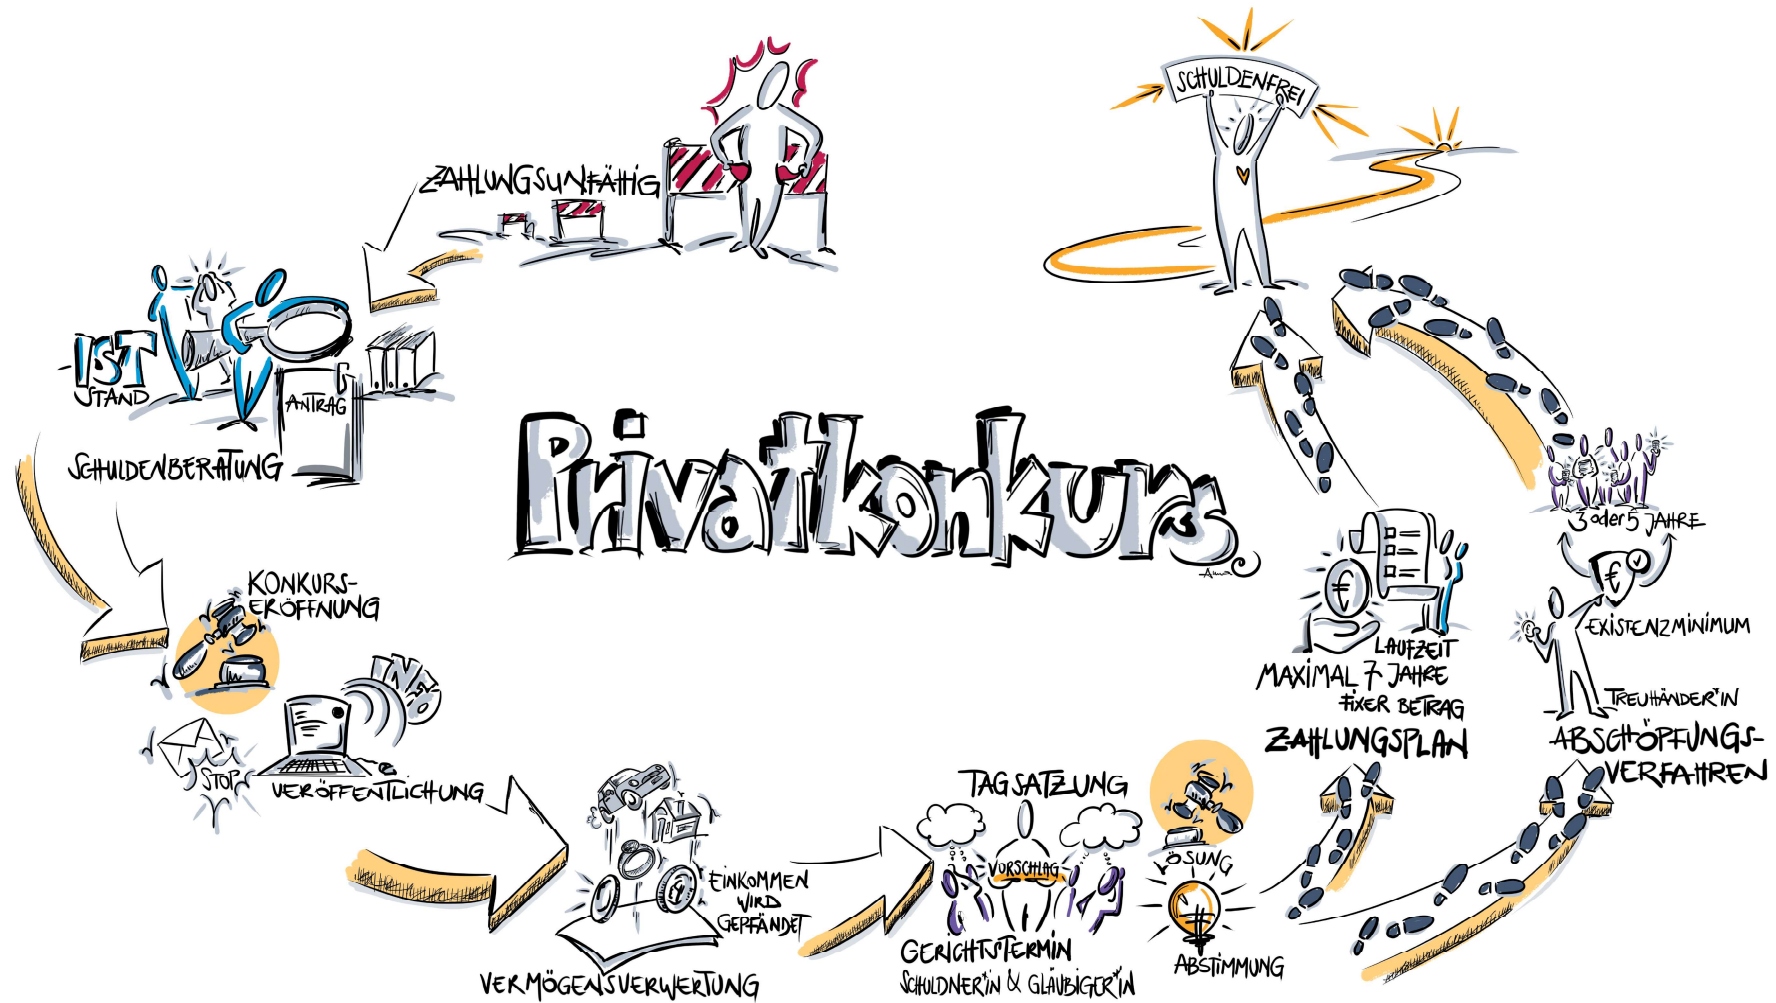 ZAHLUNGSUNFÄHIG
IST
STAND
ANTRAG
SCHULDENBERATUNG
KONKURS-
ERÖFFNUNG
INFO
STOP
VERÖFFENTLICHUNG
EINKOMMEN
WIRD
GEPFÄNDET
VERMÖGENSVERWERTUNG
Privatkonkurs
TAGSATZUNG
VORSCHLAG
GERICHTSTERMIN
SCHULDNER*IN & GLÄUBIGER*IN
LÖSUNG
ABSTIMMUNG
€
LAUFZEIT
MAXIMAL 7 JAHRE
FIXER BETRAG
ZAHLUNGSPLAN
3 oder 5 JAHRE
€
EXISTENZMINIMUM
TREUHÄNDER*IN
ABSCHÖPFUNGS-
VERFAHREN
SCHULDENFREI